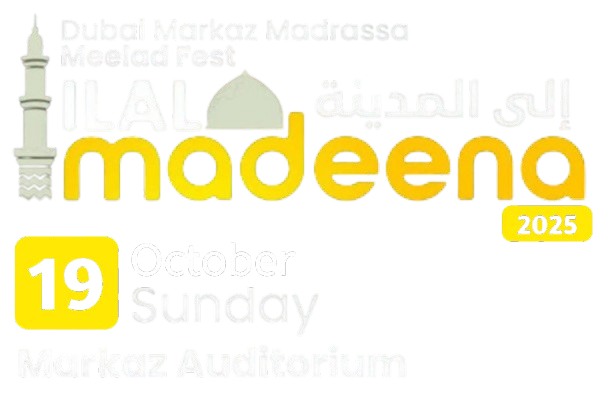 Dubai Markaz Madrassa
Meelad Fest
ILAL إلى المدينة
madeena
2025
19 October
Sunday
Markaz Auditorium